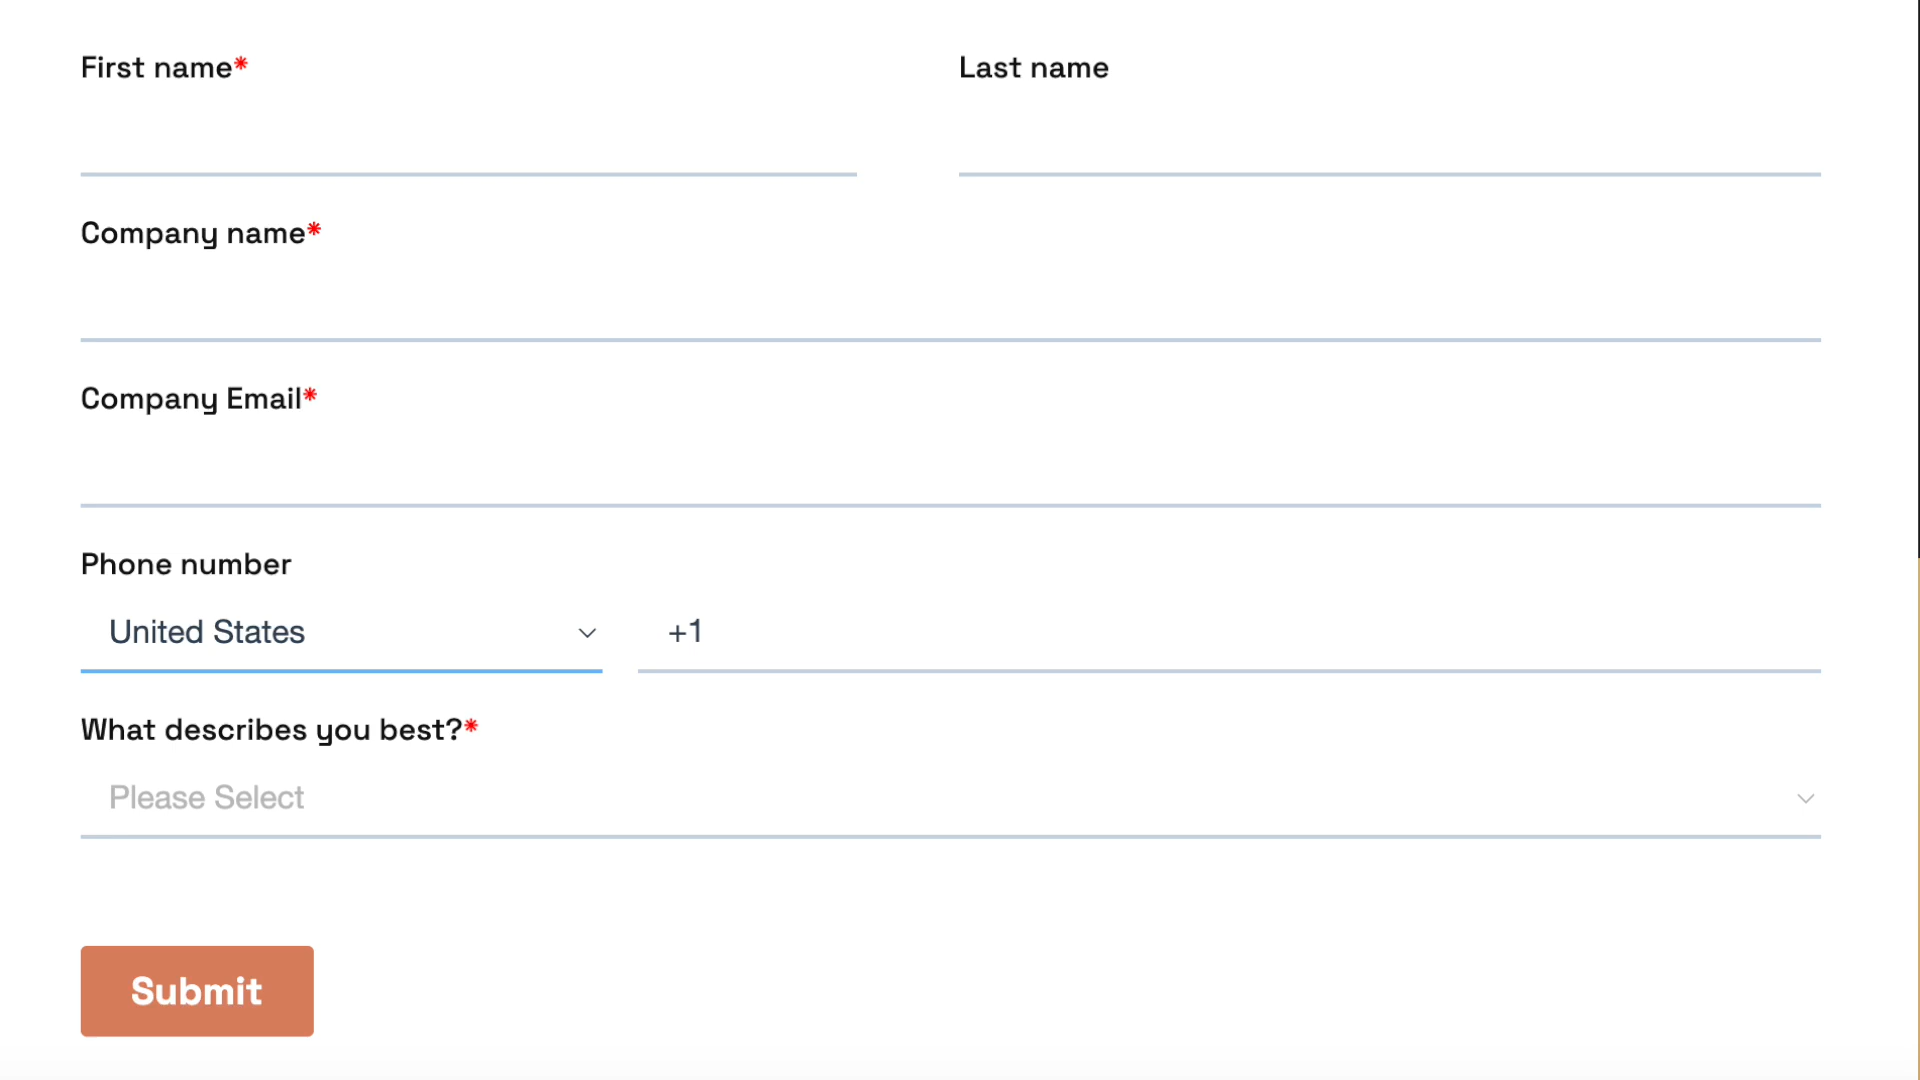 First name*
Last name
Company name*
Company Email*
Phone number
United States
+1
What describes you best?*
Please Select
Submit